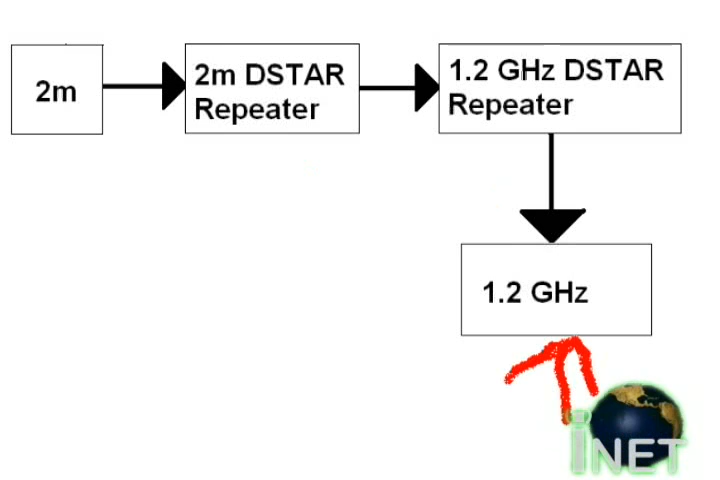 2m
2m DSTAR
Repeater
1.2 GHz DSTAR
Repeater
1.2 GHz
iNET